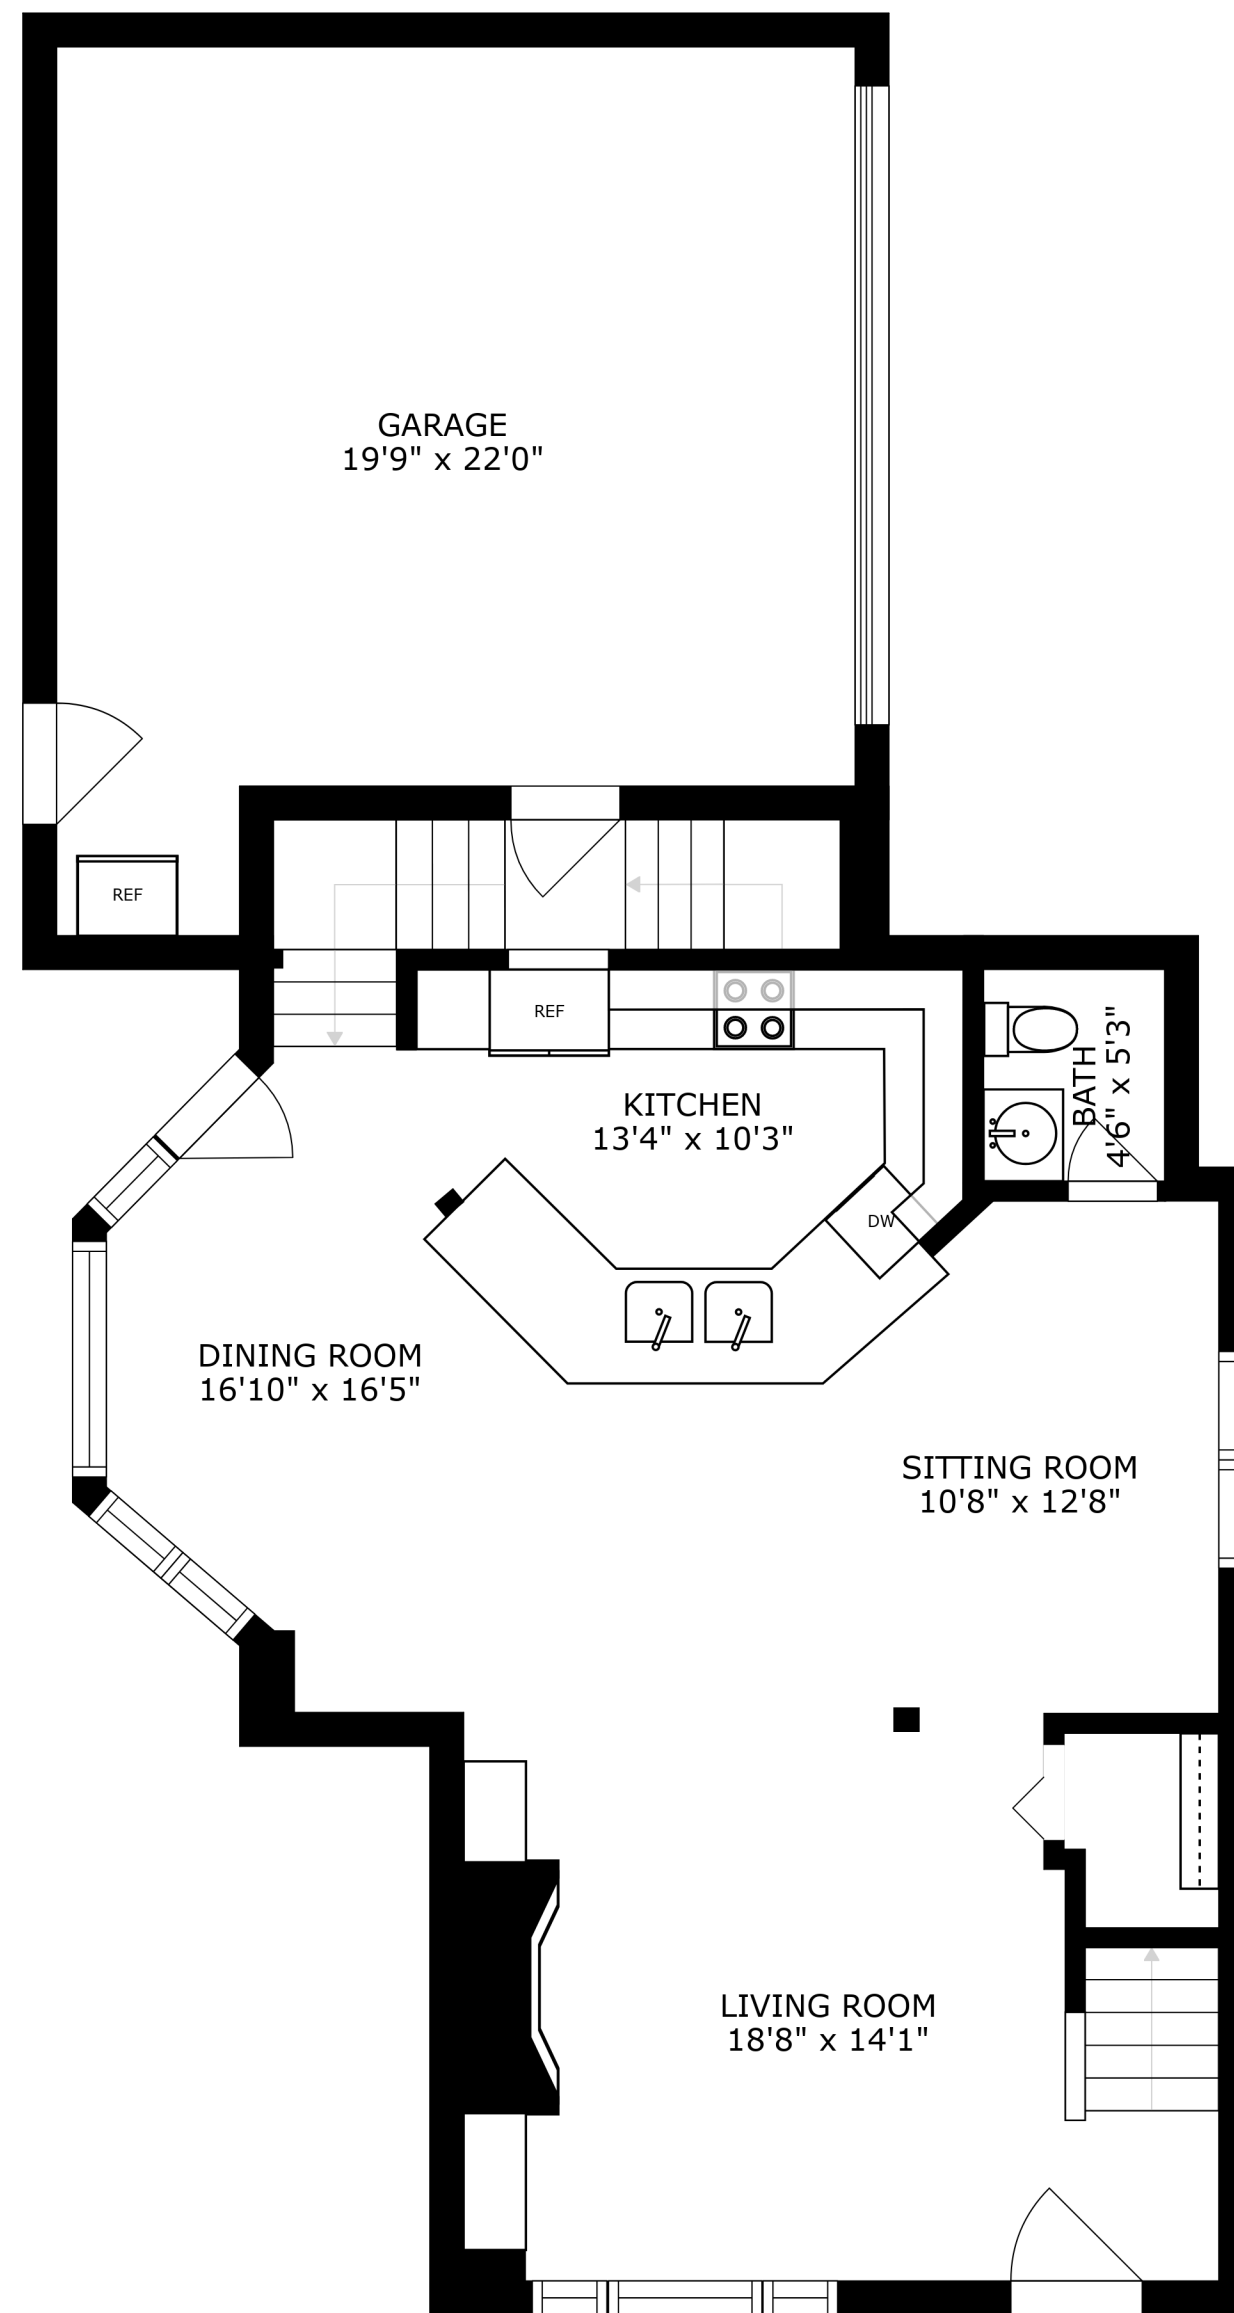 GARAGE
19'9" x 22'0"
REF
REF
KITCHEN
13'4" x 10'3"
BATH
4'6" x 5'3"
DW
DINING ROOM
16'10" x 16'5"
SITTING ROOM
10'8" x 12'8"
LIVING ROOM
18'8" x 14'1"